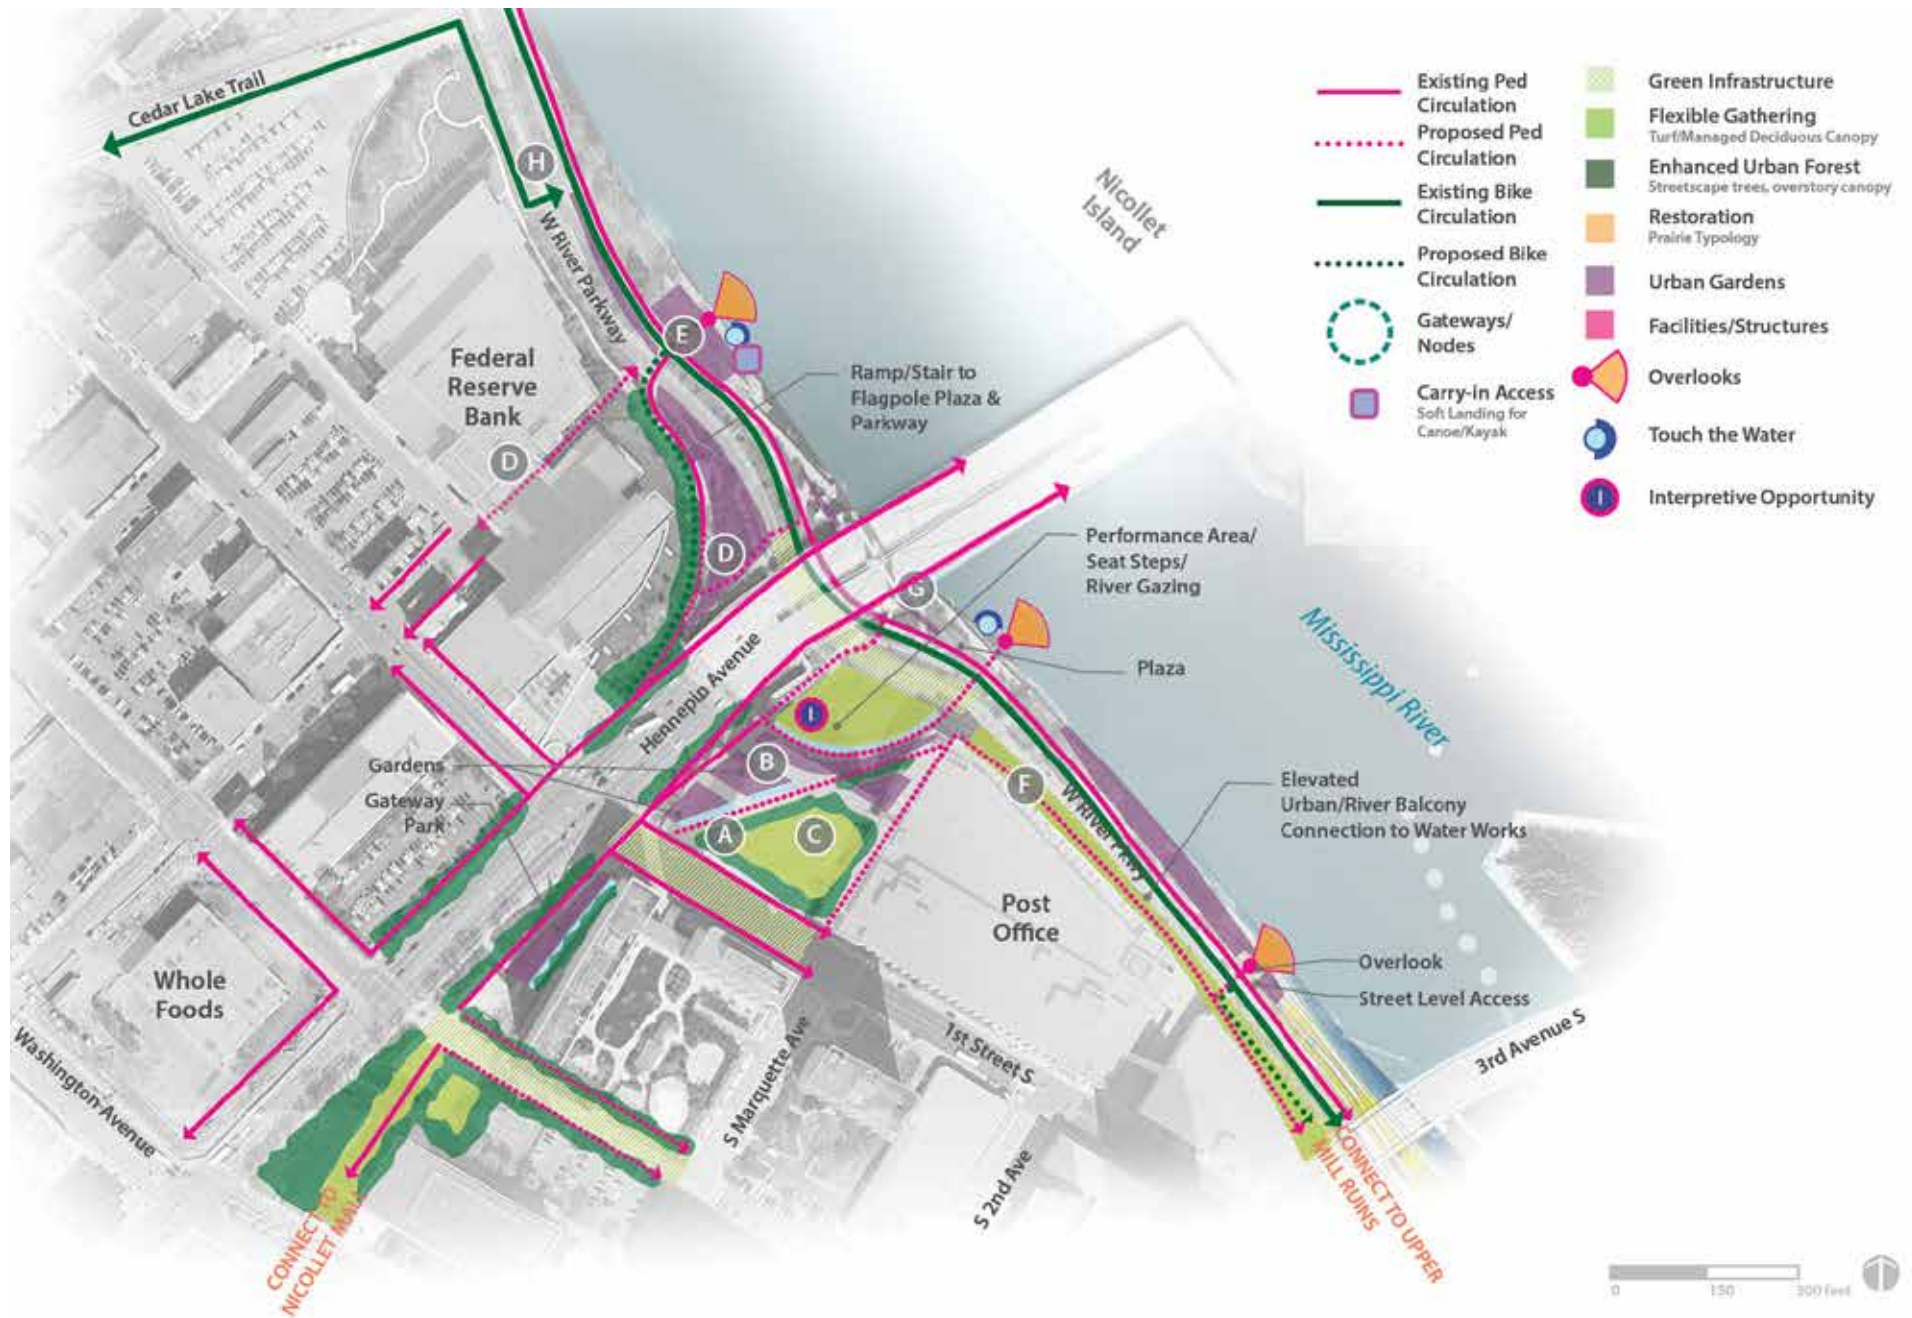 Cedar Lake Trail
H
W River Parkway
Nicollet
Island
E
Federal
Reserve
Bank
D
Ramp/Stair to
Flagpole Plaza &
Parkway
D
Performance Area/
Seat Steps/
River Gazing
G
Plaza
Mississippi River
Hennepin Avenue
I
B
Gardens
Gateway
Park
A
C
F
W River Pkwy
Elevated
Urban/River Balcony
Connection to Water Works
Post
Office
Whole
Foods
Overlook
Street Level Access
Washington Avenue
S Marquette Ave
1st Street S
S 2nd Ave
3rd Avenue S
CONNECT TO
NICOLLET MALL
CONNECT TO UPPER
MILL RUINS
Existing Ped
Circulation
Proposed Ped
Circulation
Existing Bike
Circulation
Proposed Bike
Circulation
Gateways/
Nodes
Carry-in Access
Soft Landing for
Canoe/Kayak
Green Infrastructure
Flexible Gathering
Turf/Managed Deciduous Canopy
Enhanced Urban Forest
Streetscape trees, overstory canopy
Restoration
Prairie Typology
Urban Gardens
Facilities/Structures
Overlooks
Touch the Water
I
Interpretive Opportunity
0 150 300 feet